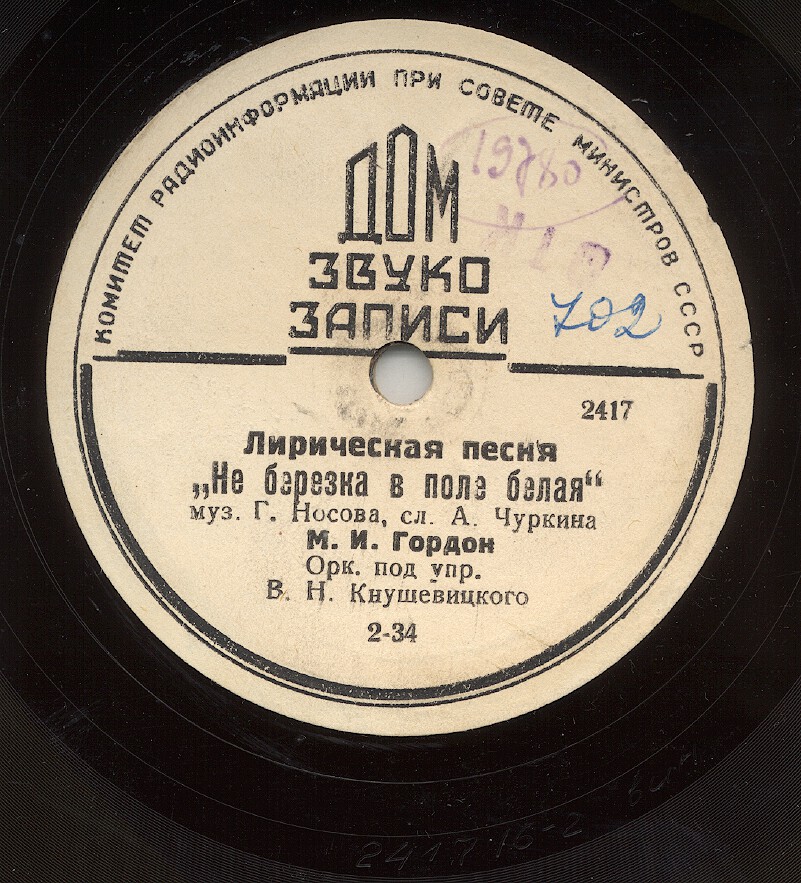 КОМИТЕТ РАДИОИНФОРМАЦИИ ПРИ СОВЕТЕ МИНИСТРОВ СССР
ДОМ
ЗВУКО
ЗАПИСИ
19780
702
2417
Лирическая песня
„Не березка в поле белая“
муз. Г. Носова, сл. А. Чуркина
М. И. Гордон
Орк. под упр.
В. Н. Кнушевицкого
2-34